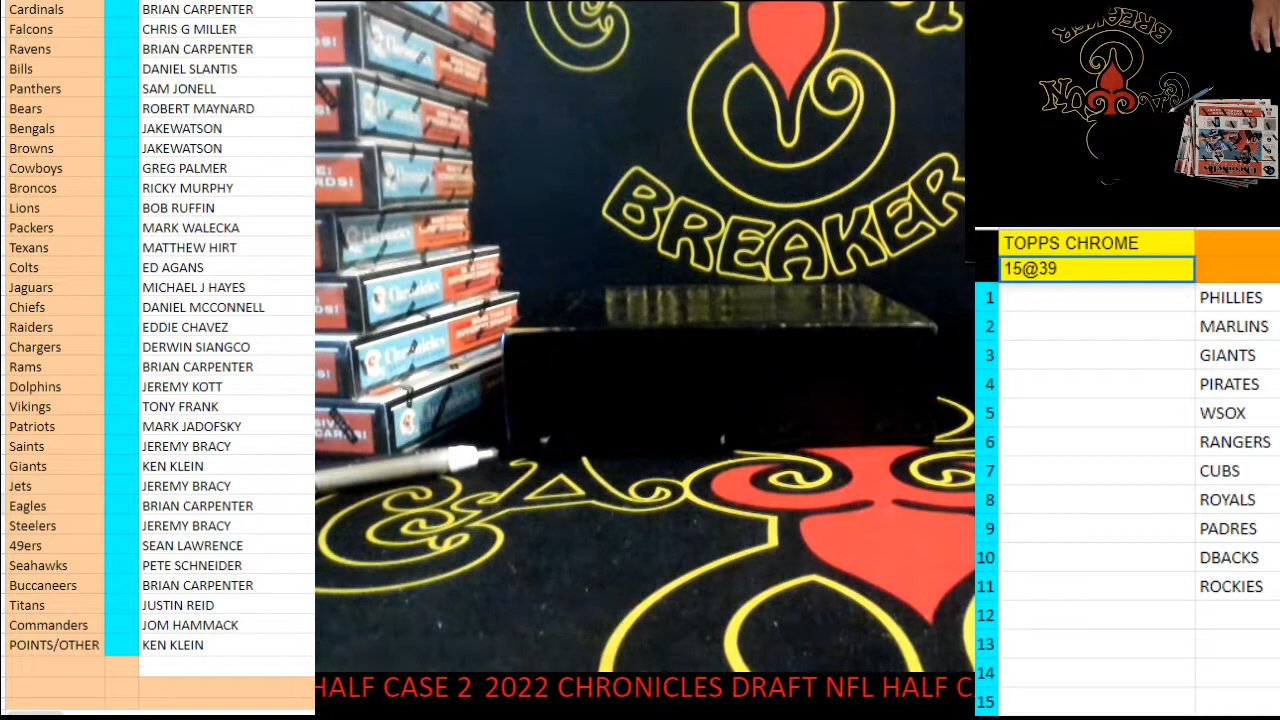 Cardinals BRIAN CARPENTER
Falcons CHRIS G MILLER
Ravens BRIAN CARPENTER
Bills DANIEL SLANTIS
Panthers SAM JONELL
Bears ROBERT MAYNARD
Bengals JAKEWATSON
Browns JAKEWATSON
Cowboys GREG PALMER
Broncos RICKY MURPHY
Lions BOB RUFFIN
Packers MARK WALECKA
Texans MATTHEW HIRT
Colts ED AGANS
Jaguars MICHAEL J HAYES
Chiefs DANIEL MCCONNELL
Raiders EDDIE CHAVEZ
Chargers DERWIN SIANGCO
Rams BRIAN CARPENTER
Dolphins JEREMY KOTT
Vikings TONY FRANK
Patriots MARK JADOFSKY
Saints JEREMY BRACY
Giants KEN KLEIN
Jets JEREMY BRACY
Eagles BRIAN CARPENTER
Steelers JEREMY BRACY
49ers SEAN LAWRENCE
Seahawks PETE SCHNEIDER
Buccaneers BRIAN CARPENTER
Titans JUSTIN REID
Commanders JOM HAMMACK
POINTS/OTHER KEN KLEIN
BREAKER
Chronicles
Chronicles
Chronicles
HALF CASE 2 2022 CHRONICLES DRAFT NFL HALF C
BREAKER
NOLA
Chronicles
TOPPS CHROME
15@39
1 PHILLIES
2 MARLINS
3 GIANTS
4 PIRATES
5 WSOX
6 RANGERS
7 CUBS
8 ROYALS
9 PADRES
10 DBACKS
11 ROCKIES
12
13
14
15